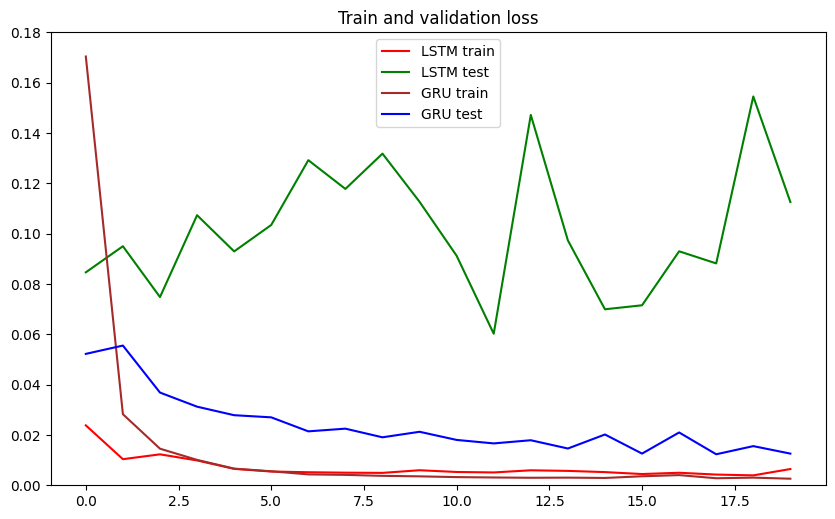 Train and validation loss
0.18
0.16
0.14
0.12
0.10
0.08
0.06
0.04
0.02
0.00
LSTM train
LSTM test
GRU train
GRU test
0.0 2.5 5.0 7.5 10.0 12.5 15.0 17.5